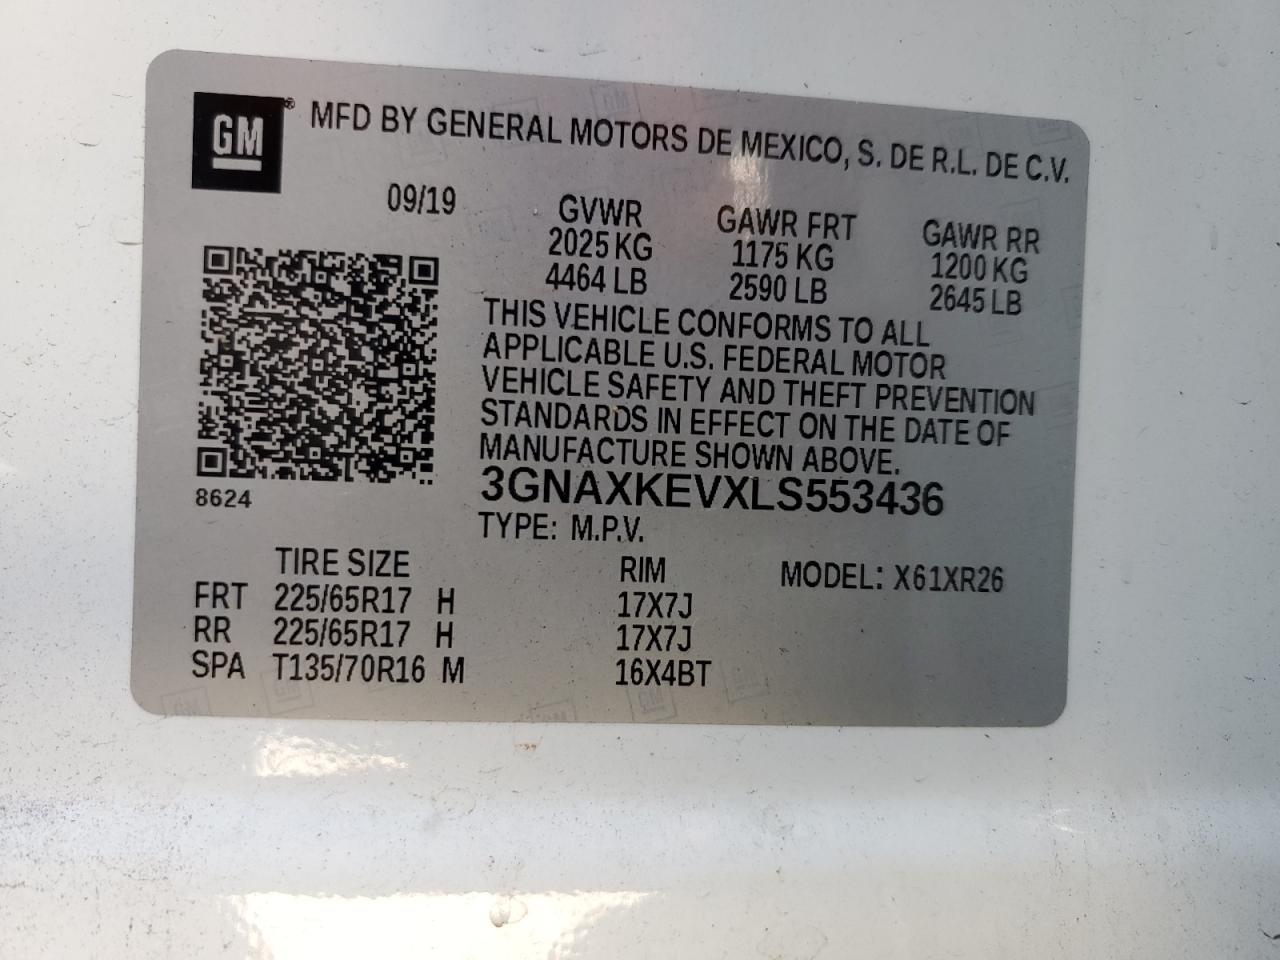 GM® MFD BY GENERAL MOTORS DE MEXICO, S. DE R.L. DE C.V.
09/19 GVWR GAWR FRT GAWR RR
2025 KG 1175 KG 1200 KG
4464 LB 2590 LB 2645 LB
THIS VEHICLE CONFORMS TO ALL
APPLICABLE U.S. FEDERAL MOTOR
VEHICLE SAFETY AND THEFT PREVENTION
STANDARDS IN EFFECT ON THE DATE OF
MANUFACTURE SHOWN ABOVE.
8624 3GNAXKEVXLS553436
TYPE: M.P.V.
TIRE SIZE RIM MODEL: X61XR26
FRT 225/65R17 H 17X7J
RR 225/65R17 H 17X7J
SPA T135/70R16 M 16X4BT